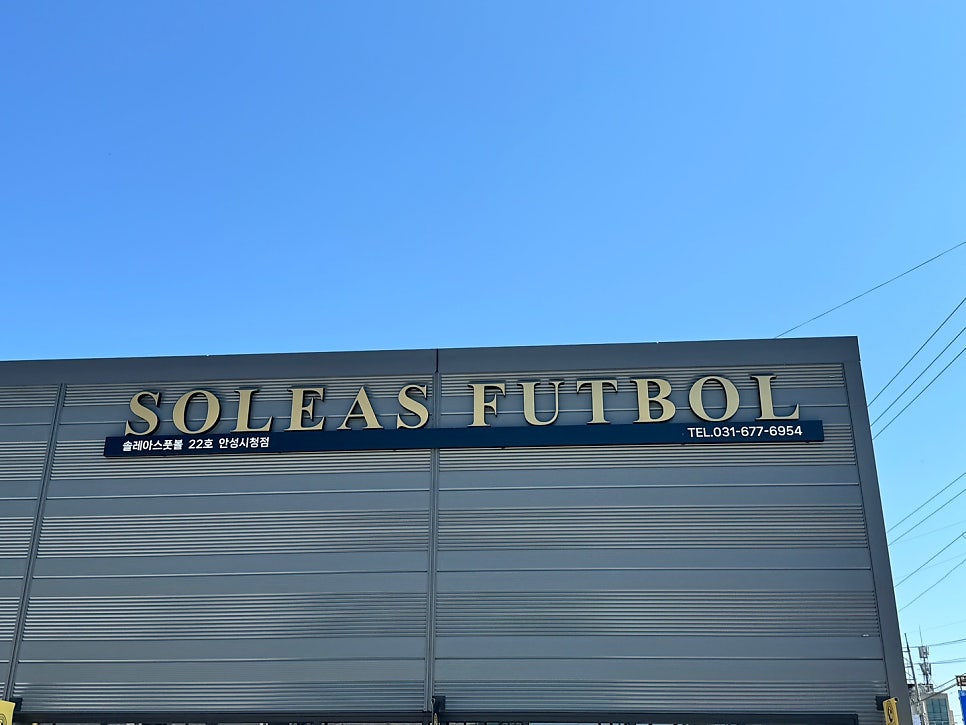 SOLEAS FUTBOL
솔레아스풋볼 22호 안성시청점
TEL.031-677-6954